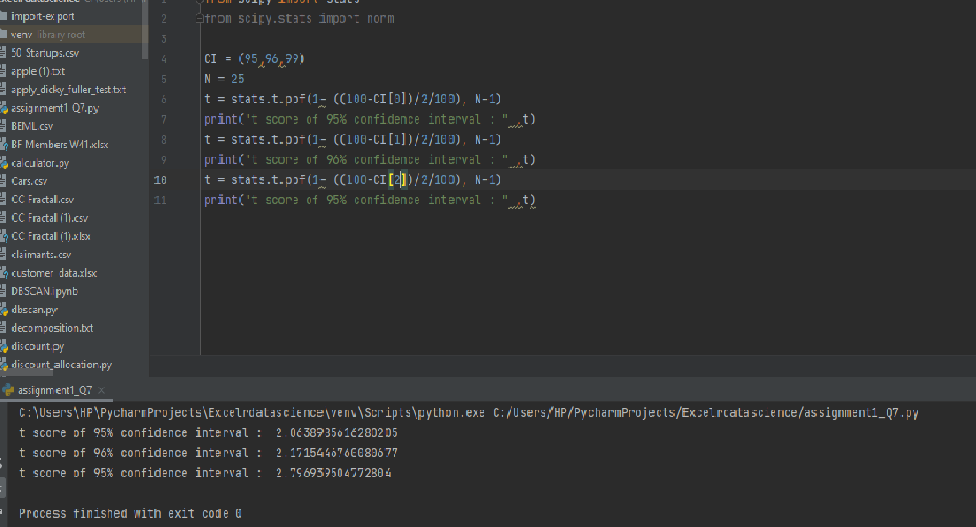 import-export
venv library root
50_Startups.csv
apple (1).txt
apply_dicky_fuller_test.txt
assignment1_Q7.py
BEML.csv
BF Members W41.xlsx
calculator.py
Cars.csv
CC Fractall.csv
CC Fractall (1).csv
CC Fractall (1).xlsx
claimants.csv
customer_data.xlsx
DBSCAN.ipynb
dbscan.py
decomposition.txt
discount.py
discount_allocation.py
from scipy import stats
2 from scipy.stats import norm
3
4 CI = (95,96,99)
5 N = 25
6 t = stats.t.ppf(1- ((100-CI[0])/2/100), N-1)
7 print("t score of 95% confidence interval : " ,t)
8 t = stats.t.ppf(1- ((100-CI[1])/2/100), N-1)
9 print("t score of 96% confidence interval : " ,t)
10 t = stats.t.ppf(1- ((100-CI[2])/2/100), N-1)
11 print("t score of 95% confidence interval : " ,t)
assignment1_Q7
C:\Users\HP\PycharmProjects\Excelrdatascience\venv\Scripts\python.exe C:/Users/HP/PycharmProjects/Excelrdatascience/assignment1_Q7.py
t score of 95% confidence interval :  2.0638985616280205
t score of 96% confidence interval :  2.1715446760080677
t score of 95% confidence interval :  2.796939504772804
Process finished with exit code 0